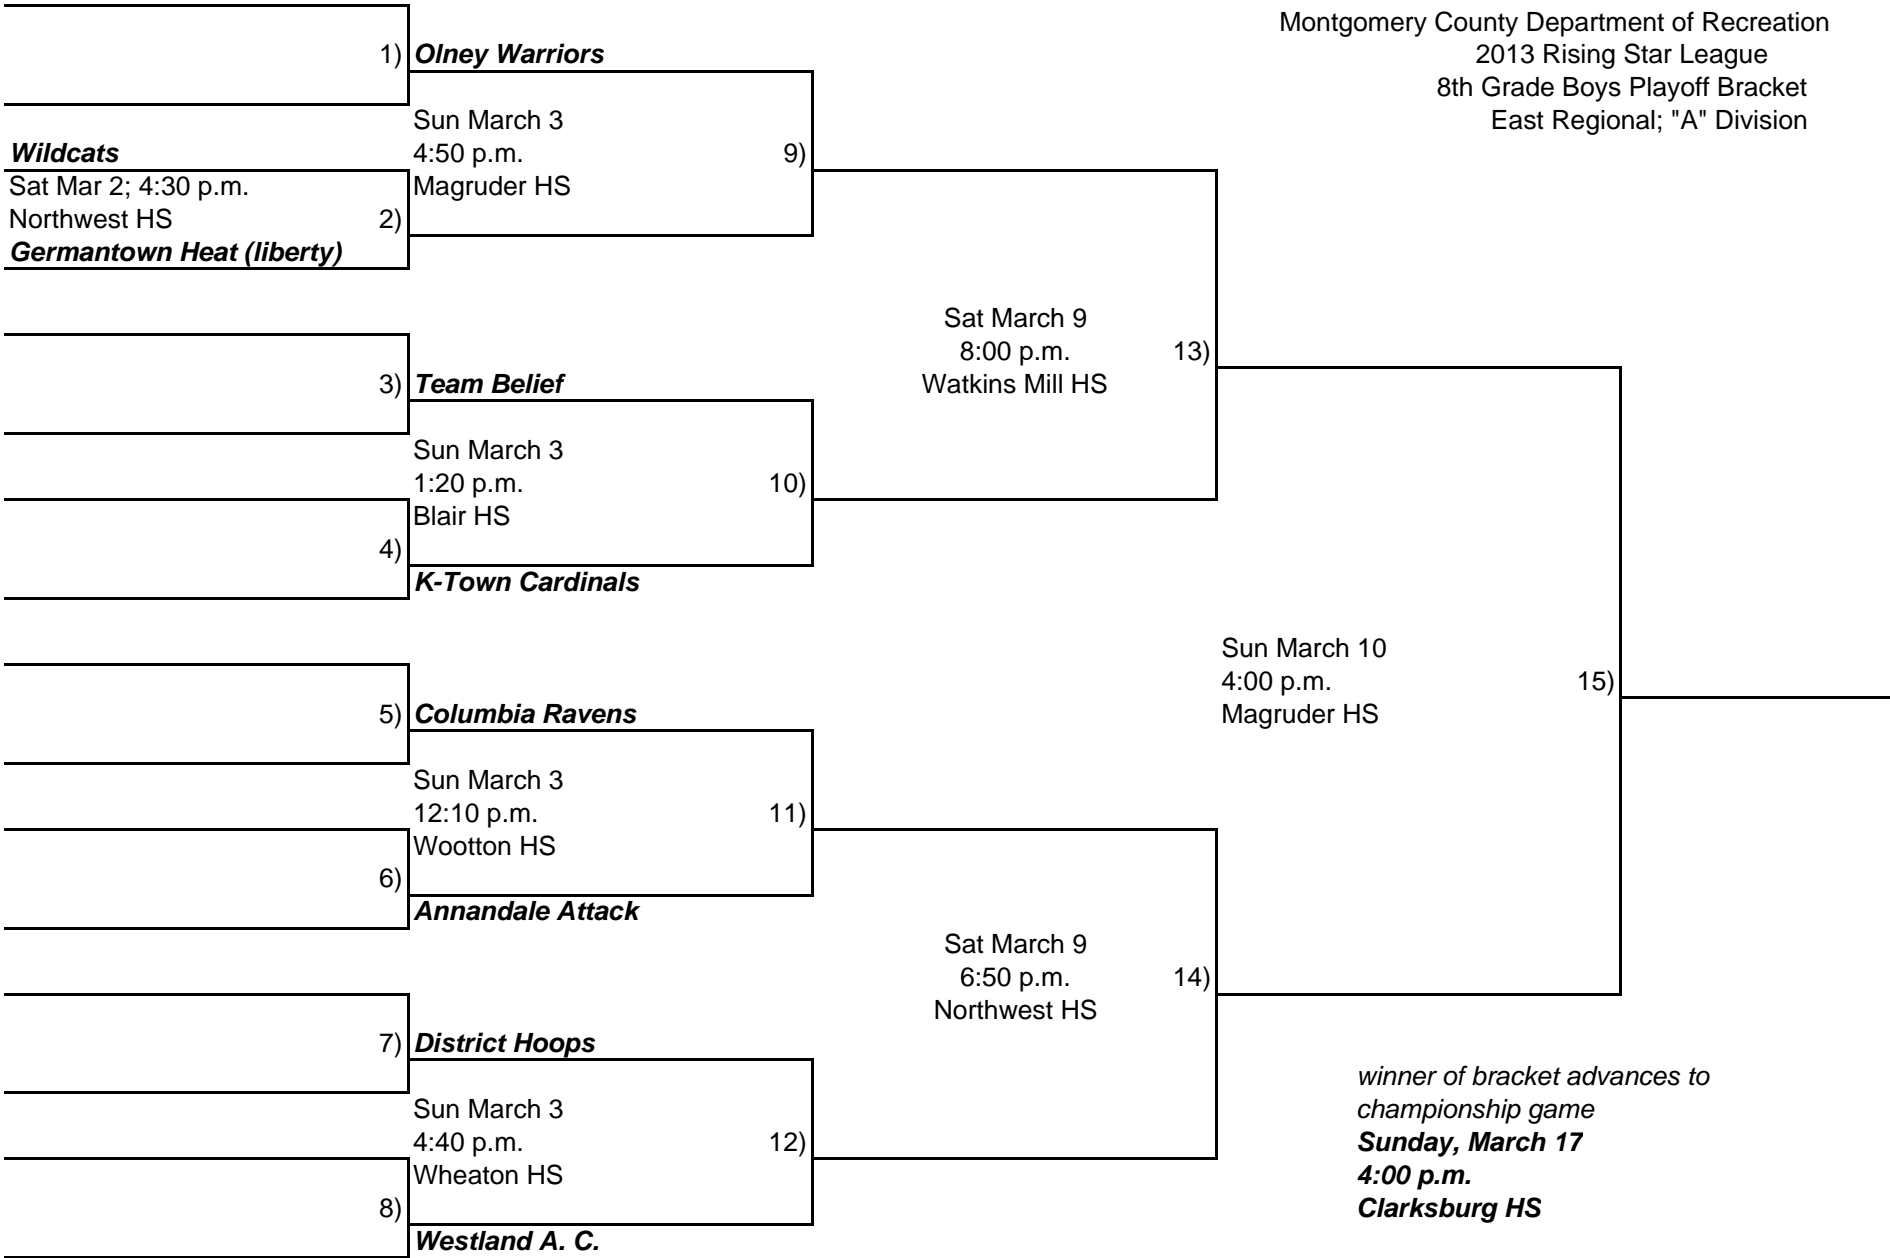 Montgomery County Department of Recreation
2013 Rising Star League
8th Grade Boys Playoff Bracket
East Regional; "A" Division
1) Olney Warriors
Sun March 3
4:50 p.m.
9)
Magruder HS
Wildcats
Sat Mar 2; 4:30 p.m.
Northwest HS
2)
Germantown Heat (liberty)
Sat March 9
8:00 p.m.
13)
Watkins Mill HS
3) Team Belief
Sun March 3
1:20 p.m.
10)
Blair HS
4)
K-Town Cardinals
Sun March 10
4:00 p.m.
15)
Magruder HS
5) Columbia Ravens
Sun March 3
12:10 p.m.
11)
Wootton HS
6)
Annandale Attack
Sat March 9
6:50 p.m.
14)
Northwest HS
7) District Hoops
Sun March 3
4:40 p.m.
12)
Wheaton HS
8)
Westland A. C.
winner of bracket advances to
championship game
Sunday, March 17
4:00 p.m.
Clarksburg HS